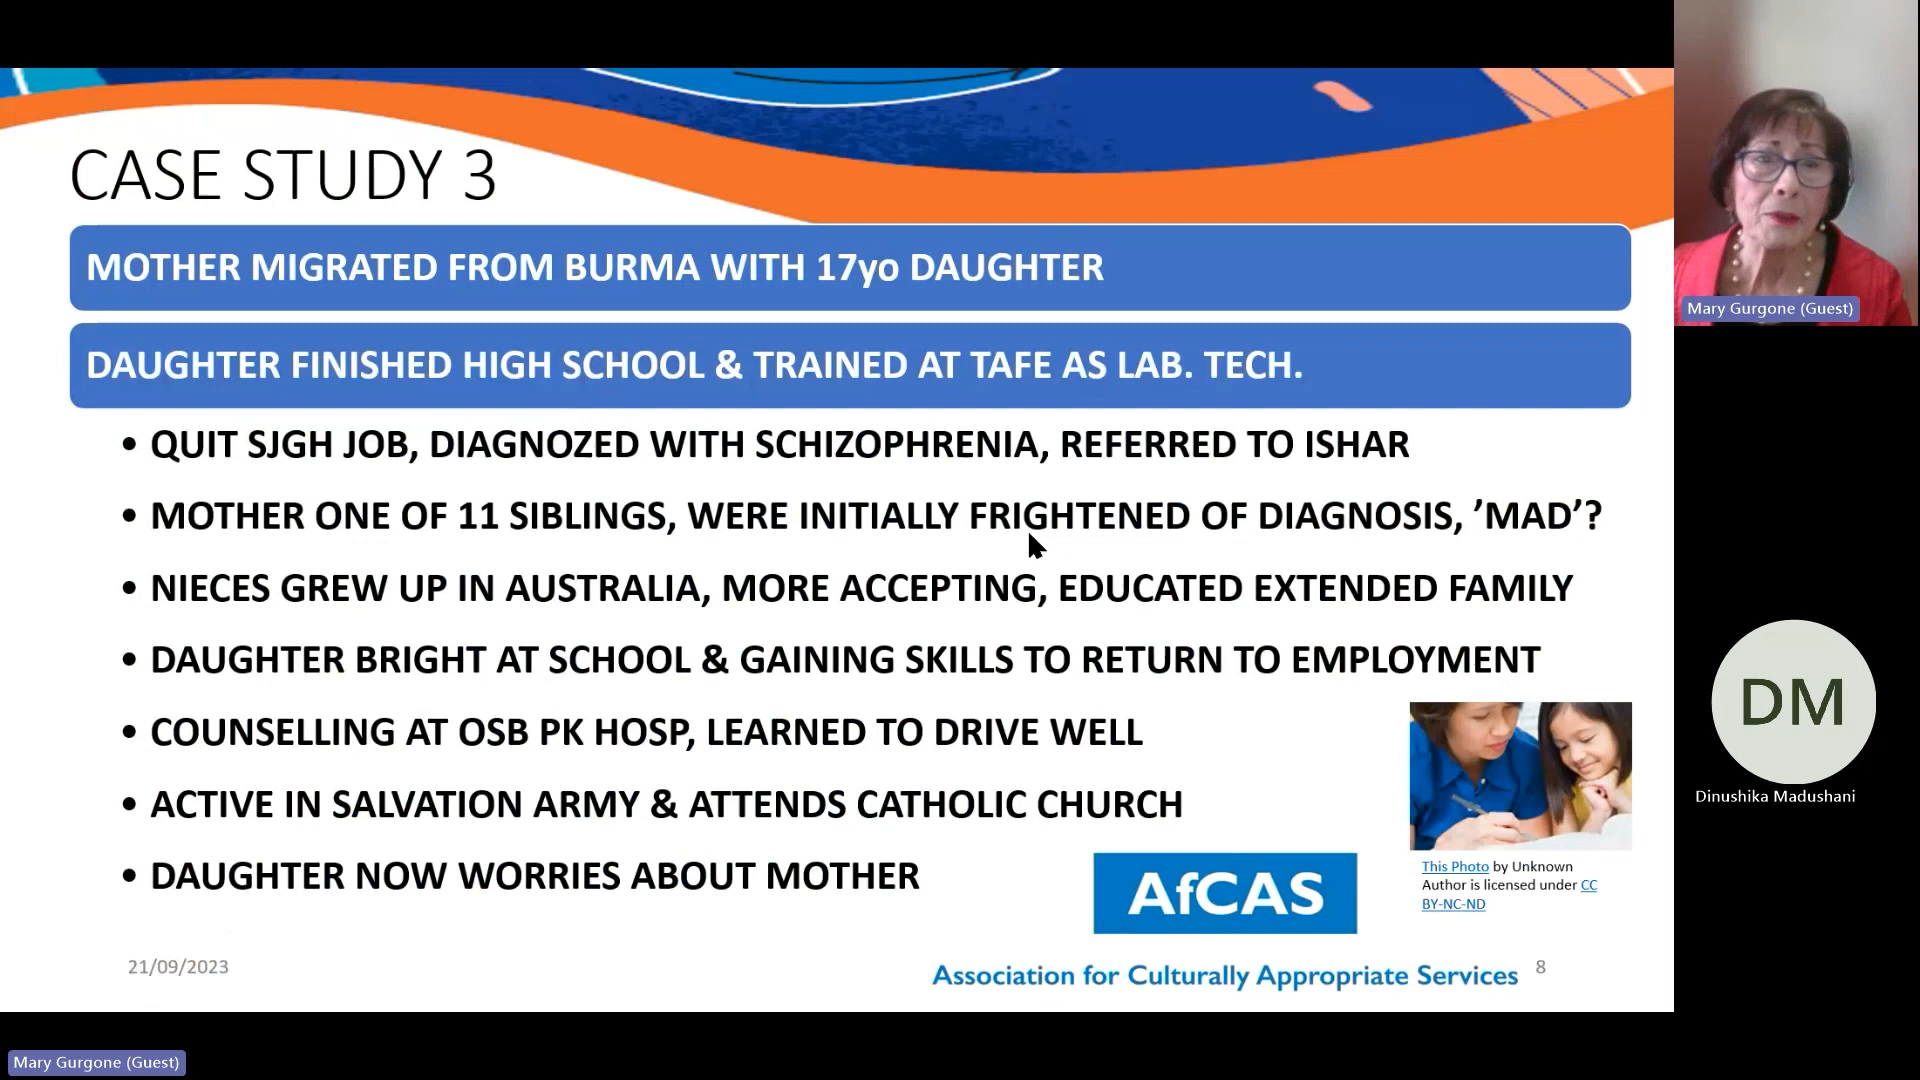 CASE STUDY 3
MOTHER MIGRATED FROM BURMA WITH 17yo DAUGHTER
DAUGHTER FINISHED HIGH SCHOOL & TRAINED AT TAFE AS LAB. TECH.
• QUIT SJGH JOB, DIAGNOZED WITH SCHIZOPHRENIA, REFERRED TO ISHAR
• MOTHER ONE OF 11 SIBLINGS, WERE INITIALLY FRIGHTENED OF DIAGNOSIS, ’MAD’?
• NIECES GREW UP IN AUSTRALIA, MORE ACCEPTING, EDUCATED EXTENDED FAMILY
• DAUGHTER BRIGHT AT SCHOOL & GAINING SKILLS TO RETURN TO EMPLOYMENT
• COUNSELLING AT OSB PK HOSP, LEARNED TO DRIVE WELL
• ACTIVE IN SALVATION ARMY & ATTENDS CATHOLIC CHURCH
• DAUGHTER NOW WORRIES ABOUT MOTHER
This Photo by Unknown
Author is licensed under CC
BY-NC-ND
AfCAS
Association for Culturally Appropriate Services
21/09/2023
8
Mary Gurgone (Guest)
DM
Dinushika Madushani
Mary Gurgone (Guest)